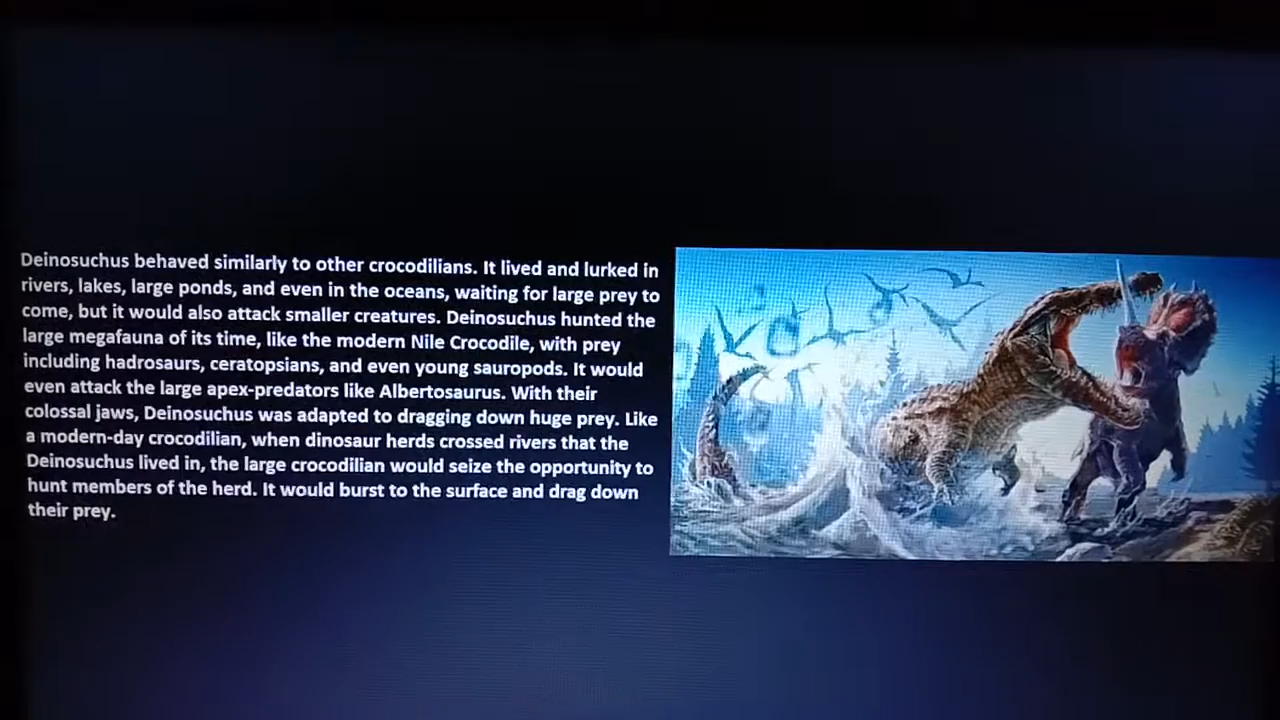 Deinosuchus behaved similarly to other crocodilians. It lived and lurked in
rivers, lakes, large ponds, and even in the oceans, waiting for large prey to
come, but it would also attack smaller creatures. Deinosuchus hunted the
large megafauna of its time, like the modern Nile Crocodile, with prey
including hadrosaurs, ceratopsians, and even young sauropods. It would
even attack the large apex-predators like Albertosaurus. With their
colossal jaws, Deinosuchus was adapted to dragging down huge prey. Like
a modern-day crocodilian, when dinosaur herds crossed rivers that the
Deinosuchus lived in, the large crocodilian would seize the opportunity to
hunt members of the herd. It would burst to the surface and drag down
their prey.